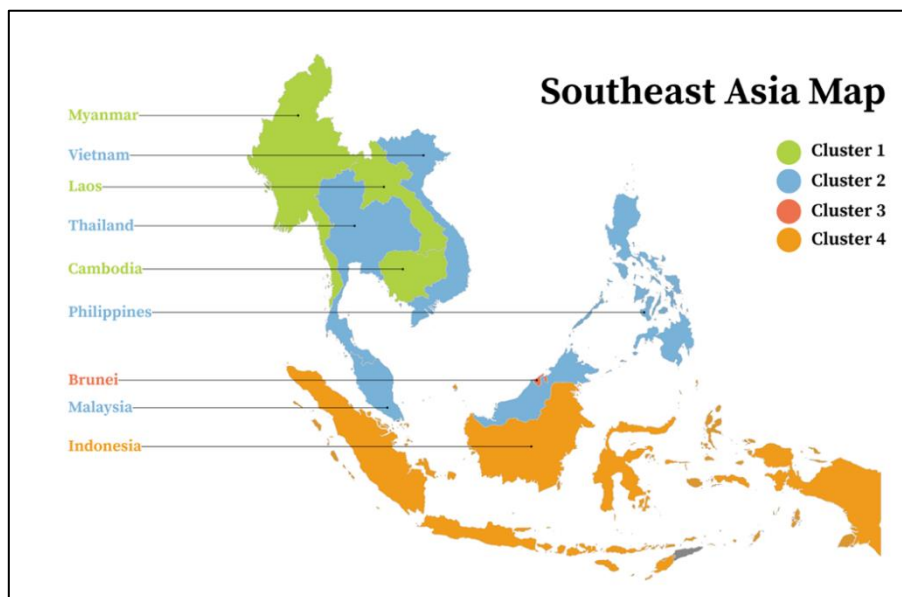 Southeast Asia Map
Cluster 1
Cluster 2
Cluster 3
Cluster 4
Myanmar
Vietnam
Laos
Thailand
Cambodia
Philippines
Brunei
Malaysia
Indonesia